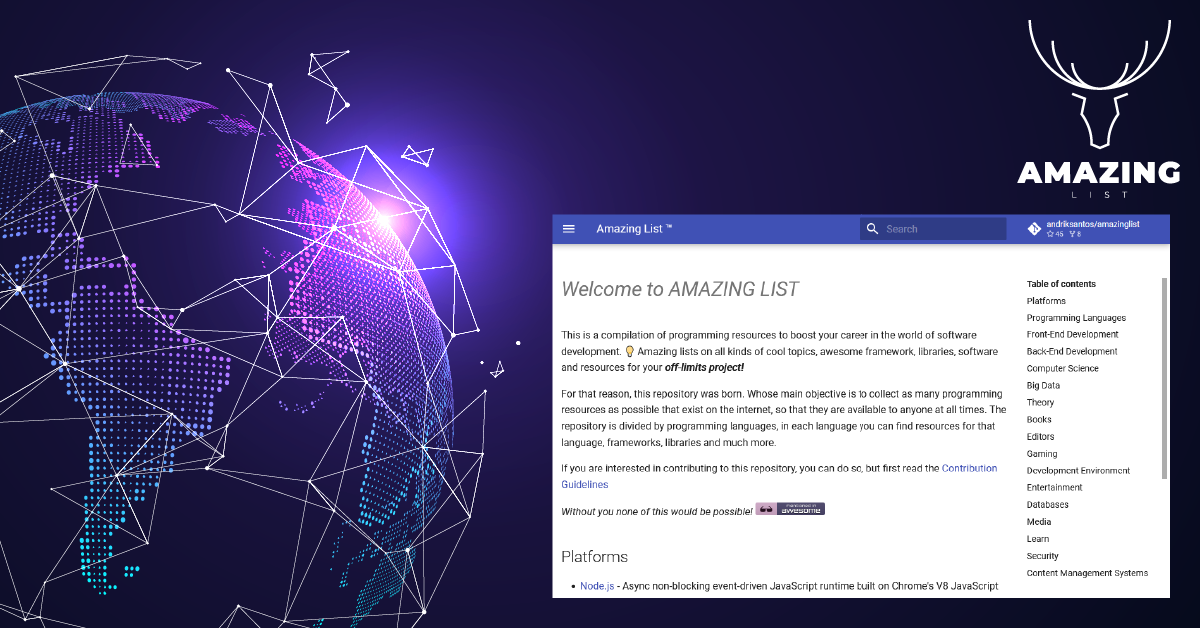 AMAZING
LIST
Amazing List ™
Search
andriksantos/amazinglist
45 8
Welcome to AMAZING LIST
This is a compilation of programming resources to boost your career in the world of software
development. 💡 Amazing lists on all kinds of cool topics, awesome framework, libraries, software
and resources for your off-limits project!
For that reason, this repository was born. Whose main objective is to collect as many programming
resources as possible that exist on the internet, so that they are available to anyone at all times. The
repository is divided by programming languages, in each language you can find resources for that
language, frameworks, libraries and much more.
If you are interested in contributing to this repository, you can do so, but first read the Contribution
Guidelines
Without you none of this would be possible! awesome
Platforms
• Node.js - Async non-blocking event-driven JavaScript runtime built on Chrome's V8 JavaScript
Table of contents
Platforms
Programming Languages
Front-End Development
Back-End Development
Computer Science
Big Data
Theory
Books
Editors
Gaming
Development Environment
Entertainment
Databases
Media
Learn
Security
Content Management Systems